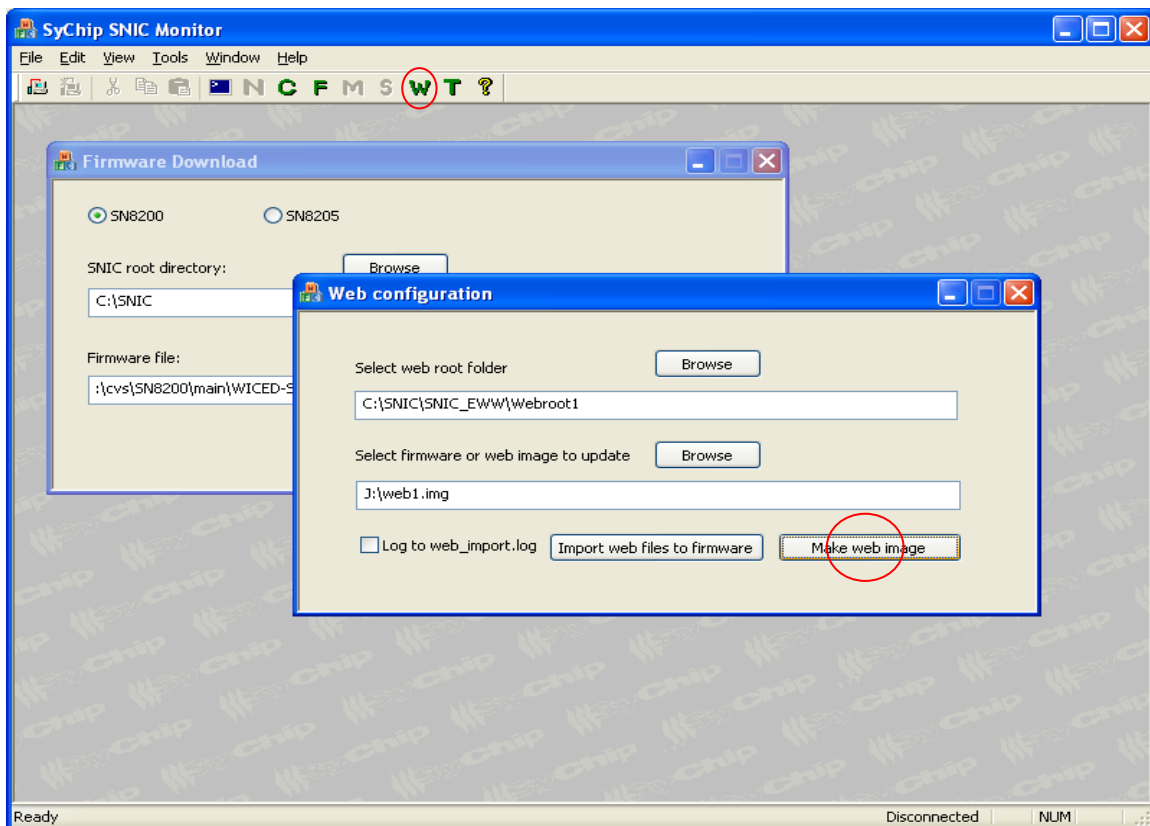 SyChip SNIC Monitor
File Edit View Tools Window Help
N C F M S W T ?
Firmware Download
SN8200 SN8205
SNIC root directory: Browse
C:\SNIC
Firmware file:
:\cvs\SN8200\main\WICED-S
Web configuration
Select web root folder Browse
C:\SNIC\SNIC_EWW\Webroot1
Select firmware or web image to update Browse
J:\web1.img
Log to web_import.log Import web files to firmware Make web image
Ready Disconnected NUM